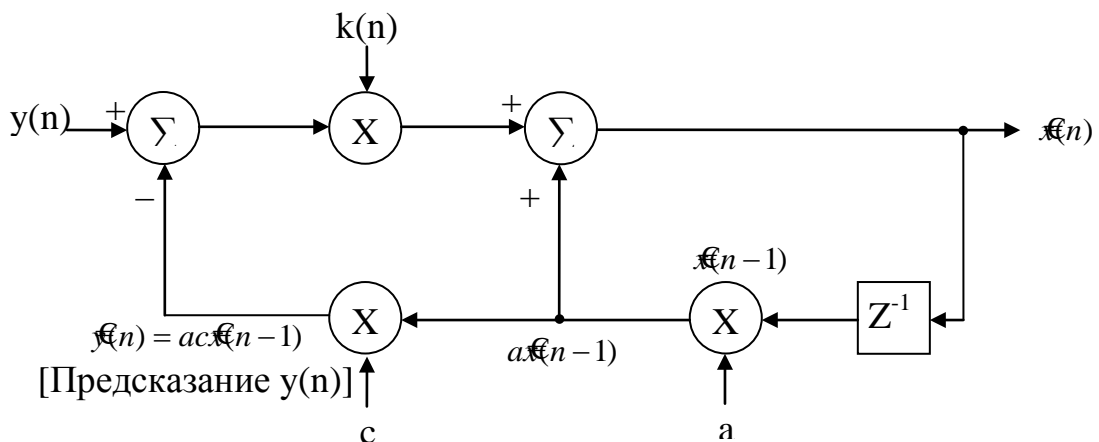 k(n)
+
+
y(n)
∑
X
∑
x̂(n)
−
+
x̂(n−1)
X
X
Z⁻¹
ŷ(n) = acx̂(n−1)
ax̂(n−1)
[Предсказание y(n)]
c
a